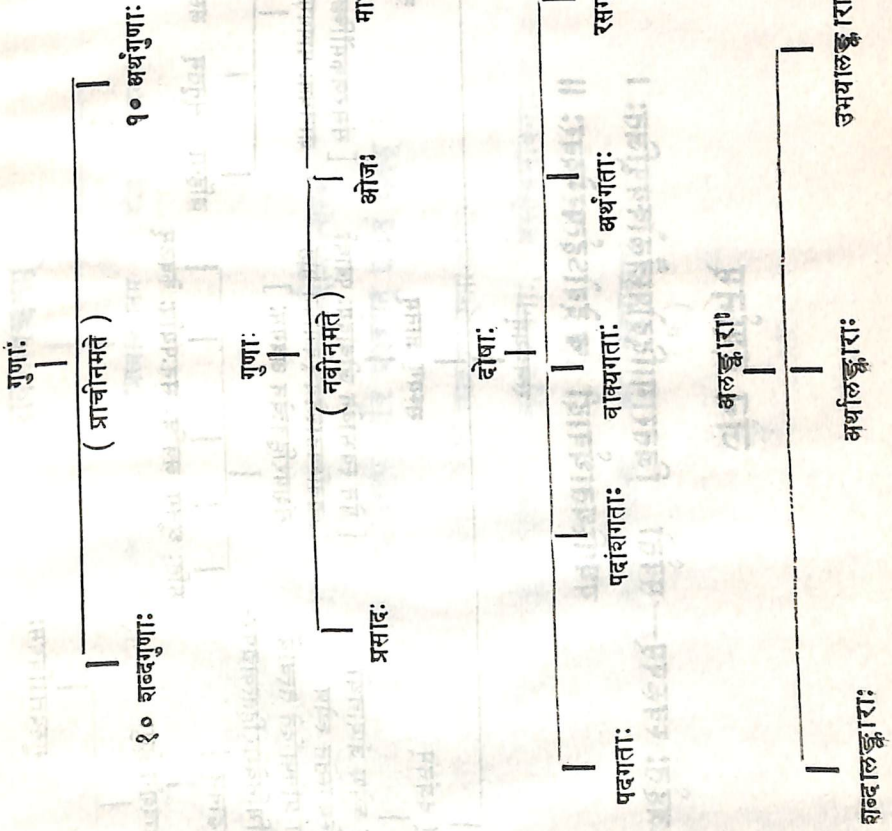 गुणाः
( प्राचीनमते )
१० शब्दगुणाः १० अर्थगुणाः
गुणाः
( नवीनमते )
प्रसादः ओजः मा
दोषाः
पदगताः पदांशगताः वाक्यगताः अर्थगताः रसग
अलङ्काराः
शब्दालङ्काराः अर्थालङ्काराः उभयालङ्कारा